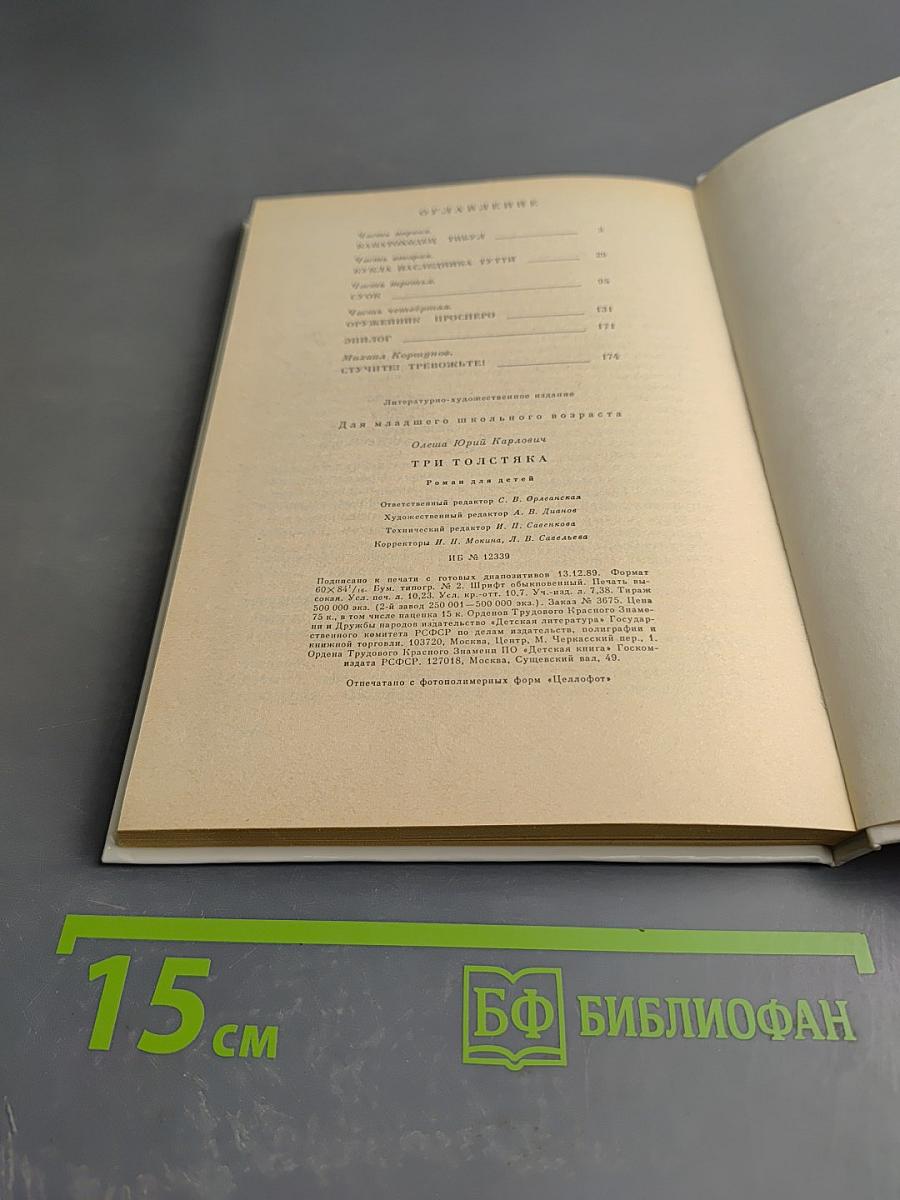 ОГЛАВЛЕНИЕ
Часть первая.
КАНАТОХОДЕЦ ТИБУЛ
Часть вторая.
КУКЛА НАСЛЕДНИКА ТУТТИ
Часть третья.
СУОК
Часть четвёртая.
ОРУЖЕЙНИК ПРОСПЕРО 131
ЭПИЛОГ 171
Михаил Коршунов.
СТУЧИТЕ! ТРЕВОЖЬТЕ! 174
Литературно-художественное издание
Для младшего школьного возраста
Олеша Юрий Карлович
ТРИ ТОЛСТЯКА
Роман для детей
Ответственный редактор С. В. Орлеанская
Художественный редактор А. В. Дианов
Технический редактор И. П. Савенкова
Корректоры И. Н. Мокина, Л. В. Савельева
ИБ № 12339
Подписано к печати с готовых диапозитивов 13.12.89. Формат
60×84¹/₁₆. Бум. типогр. № 2. Шрифт обыкновенный. Печать вы-
сокая. Усл. печ. л. 10,23. Усл. кр.-отт. 10,7. Уч.-изд. л. 7,38. Тираж
500 000 экз. (2-й завод 250 001—500 000 экз.). Заказ № 3675. Цена
75 к., в том числе наценка 15 к. Орденов Трудового Красного Знаме-
ни и Дружбы народов издательство «Детская литература» Государ-
ственного комитета РСФСР по делам издательств, полиграфии и
книжной торговли. 103720, Москва, Центр, М. Черкасский пер., 1.
Ордена Трудового Красного Знамени ПО «Детская книга» Госком-
издата РСФСР. 127018, Москва, Сущевский вал, 49.
Отпечатано с фотополимерных форм «Целлофот»
15 см
БФ БИБЛИОФАН